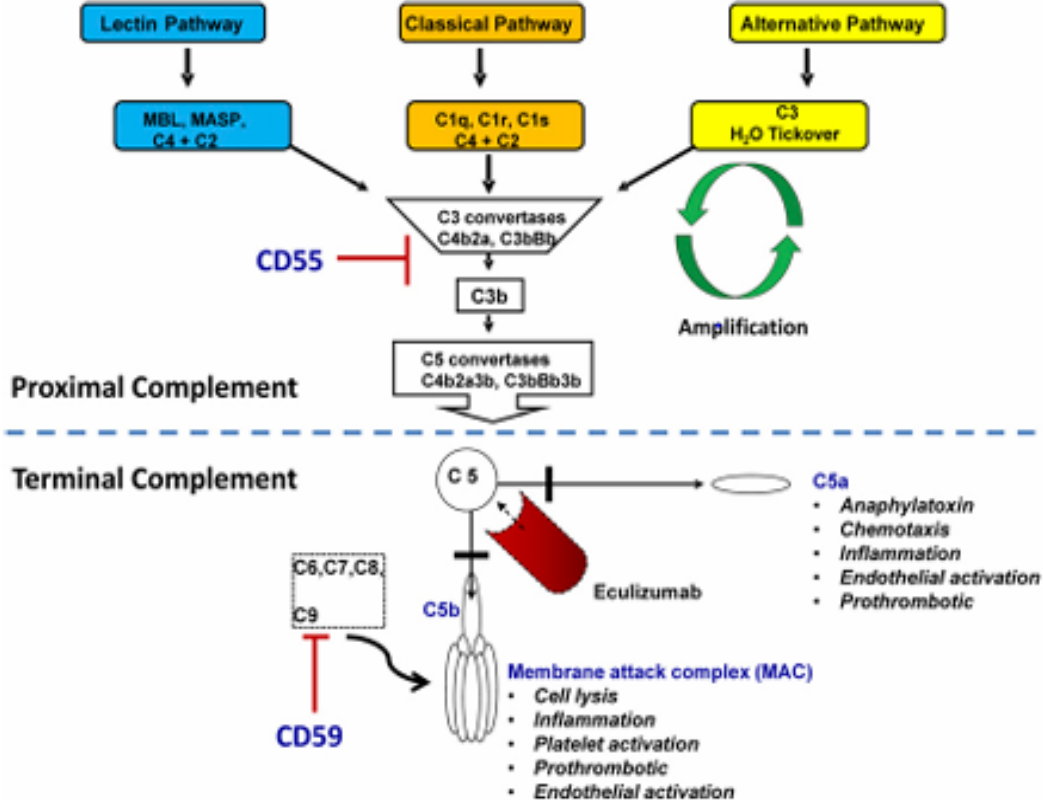 Lectin Pathway
Classical Pathway
Alternative Pathway
MBL, MASP,
C4 + C2
C1q, C1r, C1s
C4 + C2
C3
H₂O Tickover
C3 convertases
C4b2a, C3bBb
CD55
C3b
Amplification
C5 convertases
C4b2a3b, C3bBb3b
Proximal Complement
Terminal Complement
C 5
C5a
• Anaphylatoxin
• Chemotaxis
• Inflammation
• Endothelial activation
• Prothrombotic
Eculizumab
C6,C7,C8,
C9
C5b
CD59
Membrane attack complex (MAC)
• Cell lysis
• Inflammation
• Platelet activation
• Prothrombotic
• Endothelial activation